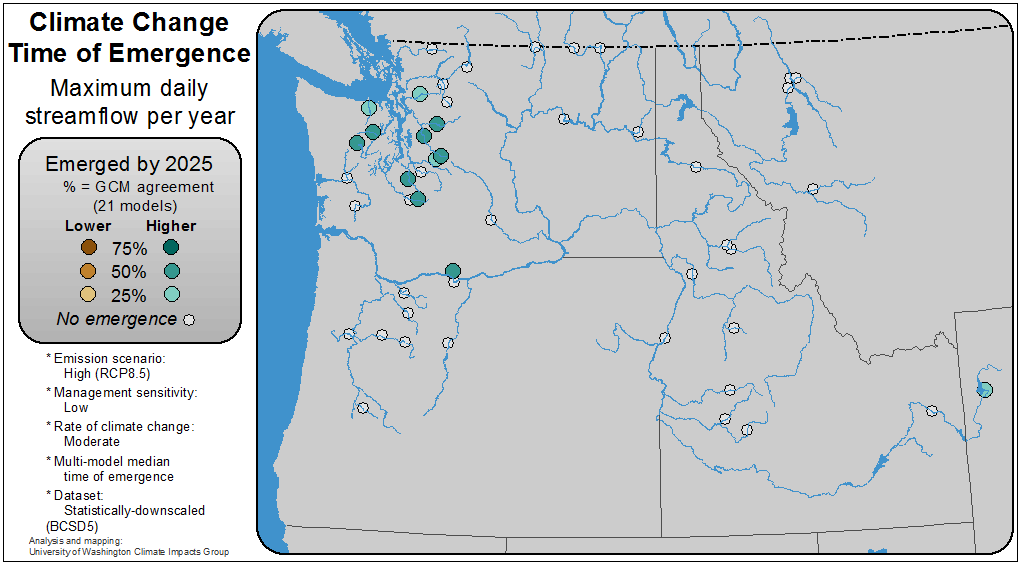 Climate Change
Time of Emergence
Maximum daily
streamflow per year
Emerged by 2025
% = GCM agreement
(21 models)
Lower Higher
75%
50%
25%
No emergence
* Emission scenario:
High (RCP8.5)
* Management sensitivity:
Low
* Rate of climate change:
Moderate
* Multi-model median
time of emergence
* Dataset:
Statistically-downscaled
(BCSD5)
Analysis and mapping:
University of Washington Climate Impacts Group